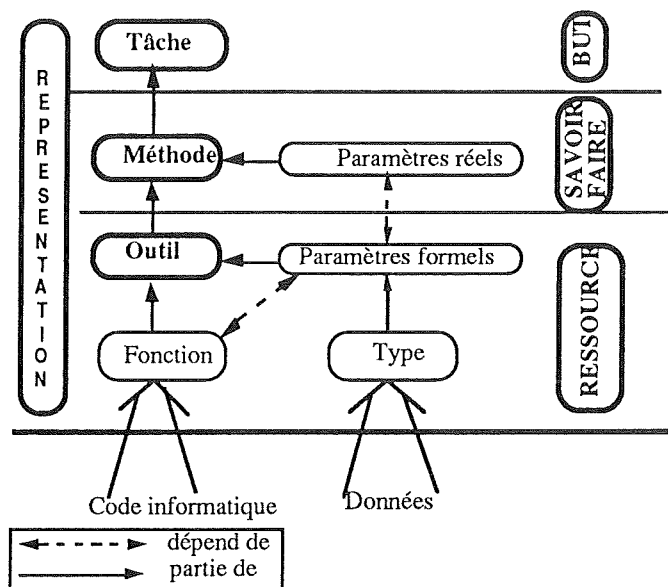 REPRESENTATION
Tâche
BUT
Méthode
Paramètres réels
SAVOIR
FAIRE
Outil
Paramètres formels
RESSOURCE
Fonction
Type
Code informatique
Données
dépend de
partie de